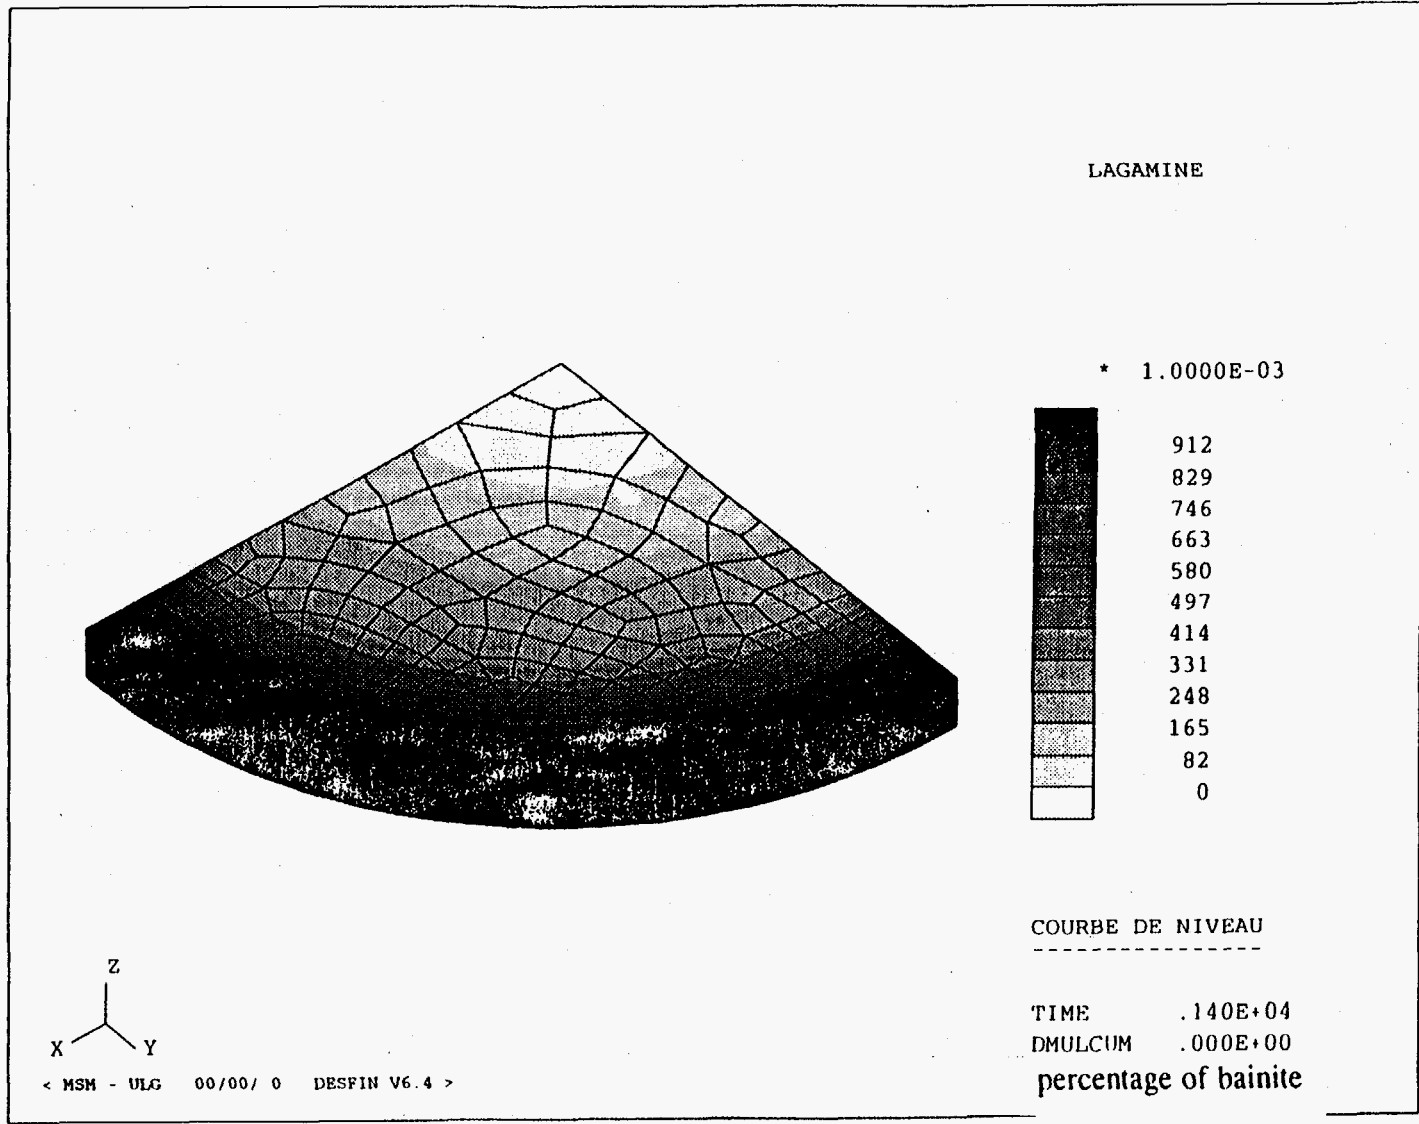 LAGAMINE
* 1.0000E-03
912
829
746
663
580
497
414
331
248
165
82
0
COURBE DE NIVEAU
-----------------
TIME .140E+04
DMULCUM .000E+00
percentage of bainite
Z
X Y
< MSM - ULG 00/00/ 0 DESFIN V6.4 >